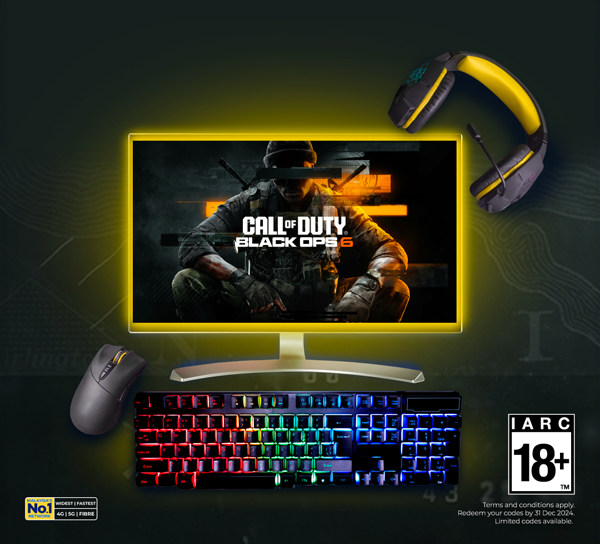 CALL OF DUTY
BLACK OPS 6
I A R C
18+
TM
MALAYSIA'S
No.1
NETWORK
WIDEST | FASTEST
4G | 5G | FIBRE
Terms and conditions apply.
Redeem your codes by 31 Dec 2024.
Limited codes available.